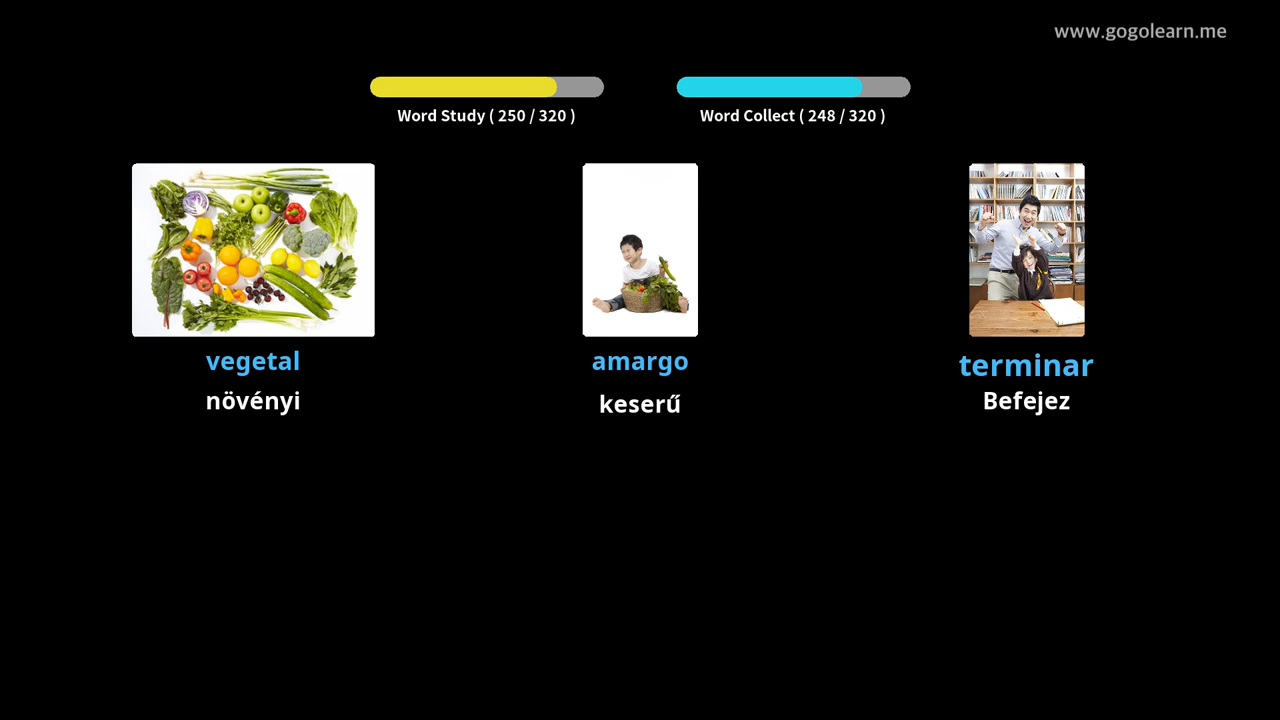 www.gogolearn.me
Word Study ( 250 / 320 )
Word Collect ( 248 / 320 )
vegetal
növényi
amargo
keserű
terminar
Befejez